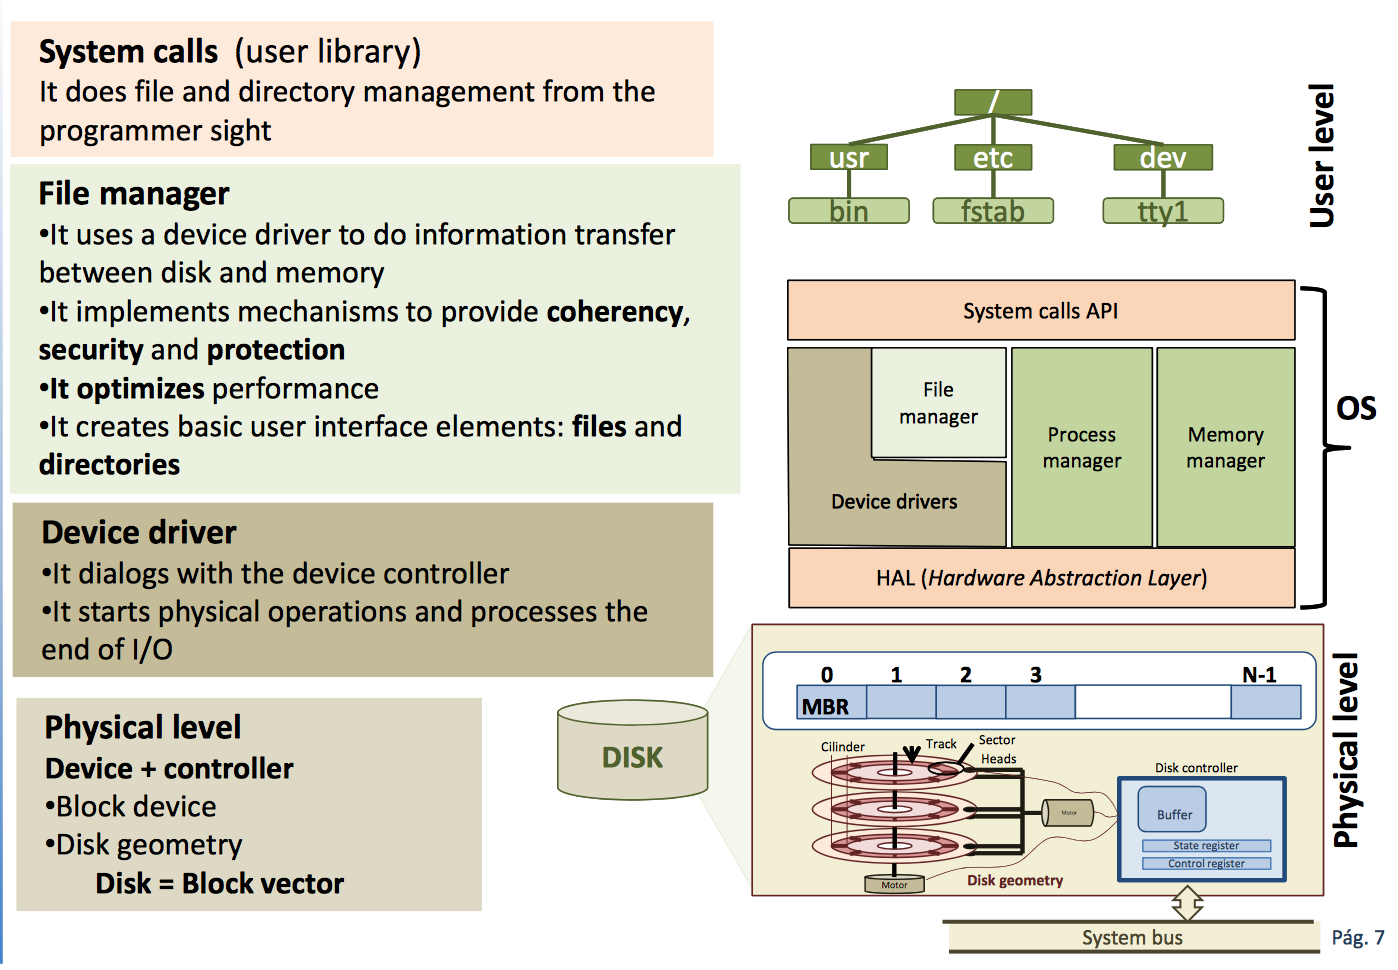 System calls (user library)
It does file and directory management from the
programmer sight
File manager
•It uses a device driver to do information transfer
between disk and memory
•It implements mechanisms to provide coherency,
security and protection
•It optimizes performance
•It creates basic user interface elements: files and
directories
Device driver
•It dialogs with the device controller
•It starts physical operations and processes the
end of I/O
Physical level
Device + controller
•Block device
•Disk geometry
Disk = Block vector
/
usr etc dev
bin fstab tty1
User level
System calls API
File
manager
Device drivers
Process
manager
Memory
manager
HAL (Hardware Abstraction Layer)
OS
DISK
0 1 2 3 N-1
MBR
Cilinder
Track
Sector
Heads
Motor
Motor
Disk geometry
Disk controller
Buffer
State register
Control register
Physical level
System bus
Pág. 7